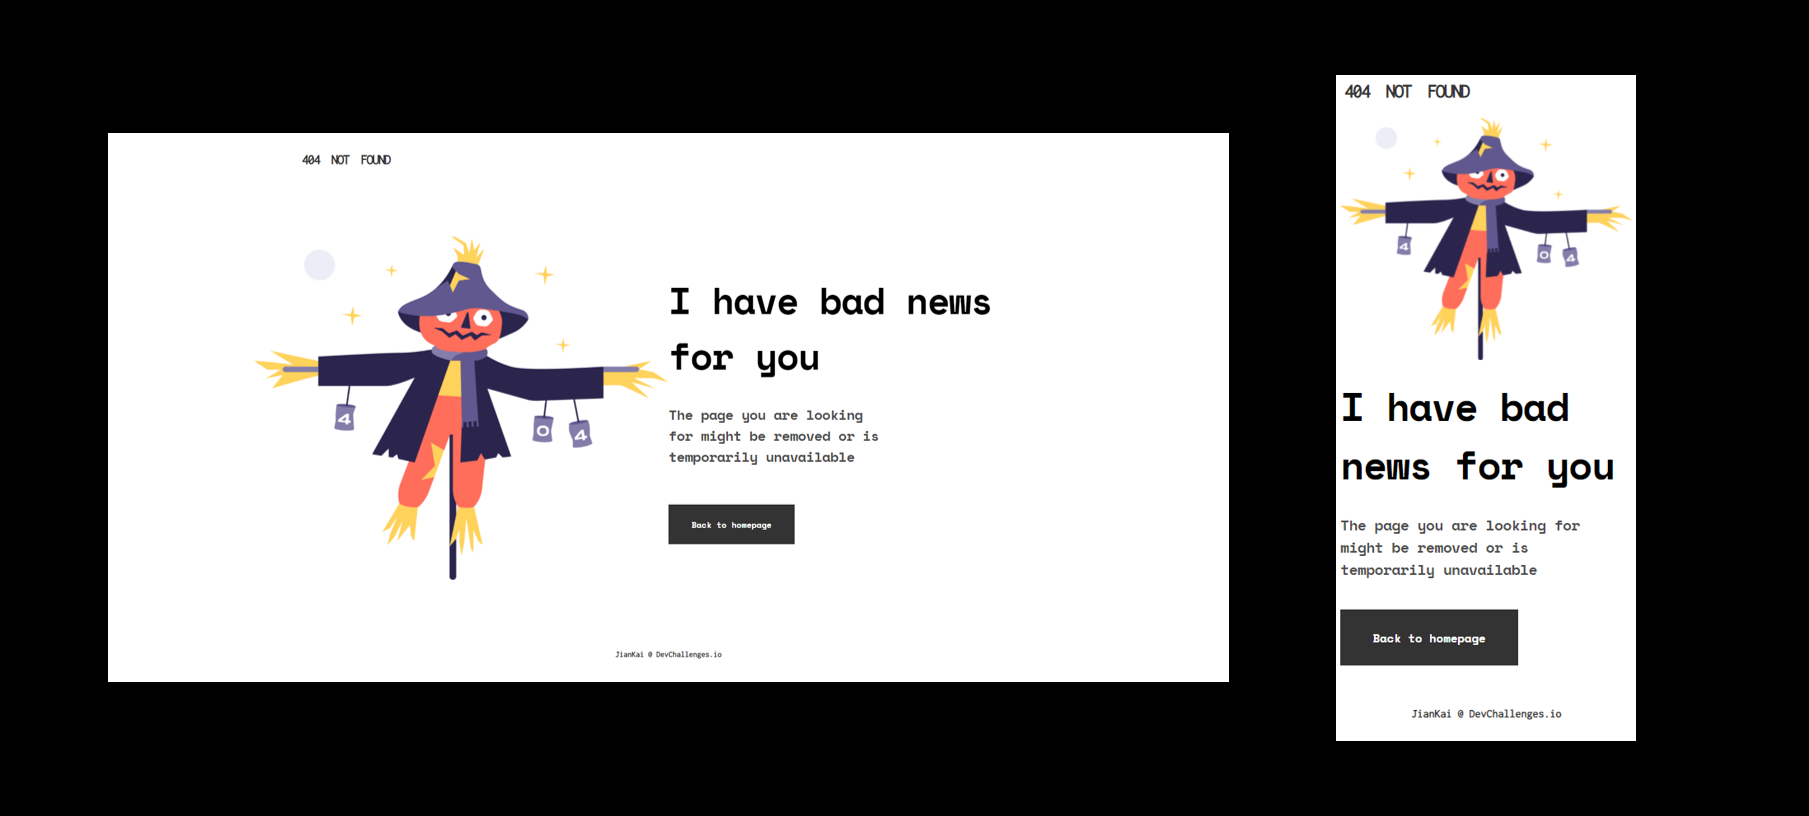 404 NOT FOUND
4
0
4
I have bad news
for you
The page you are looking
for might be removed or is
temporarily unavailable
Back to homepage
JianKai @ DevChallenges.io
404 NOT FOUND
4
0
4
I have bad
news for you
The page you are looking for
might be removed or is
temporarily unavailable
Back to homepage
JianKai @ DevChallenges.io